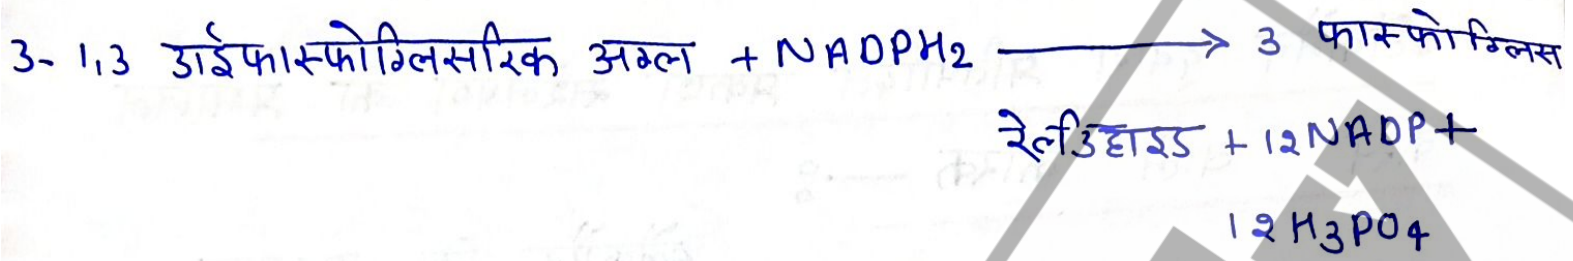 3- 1,3 डाईफास्फोग्लिसरिक अम्ल + NADPH2 ⟶ 3 फास्फोग्लिस
रेल्डिहाइड + 12NADP+
12H3PO4